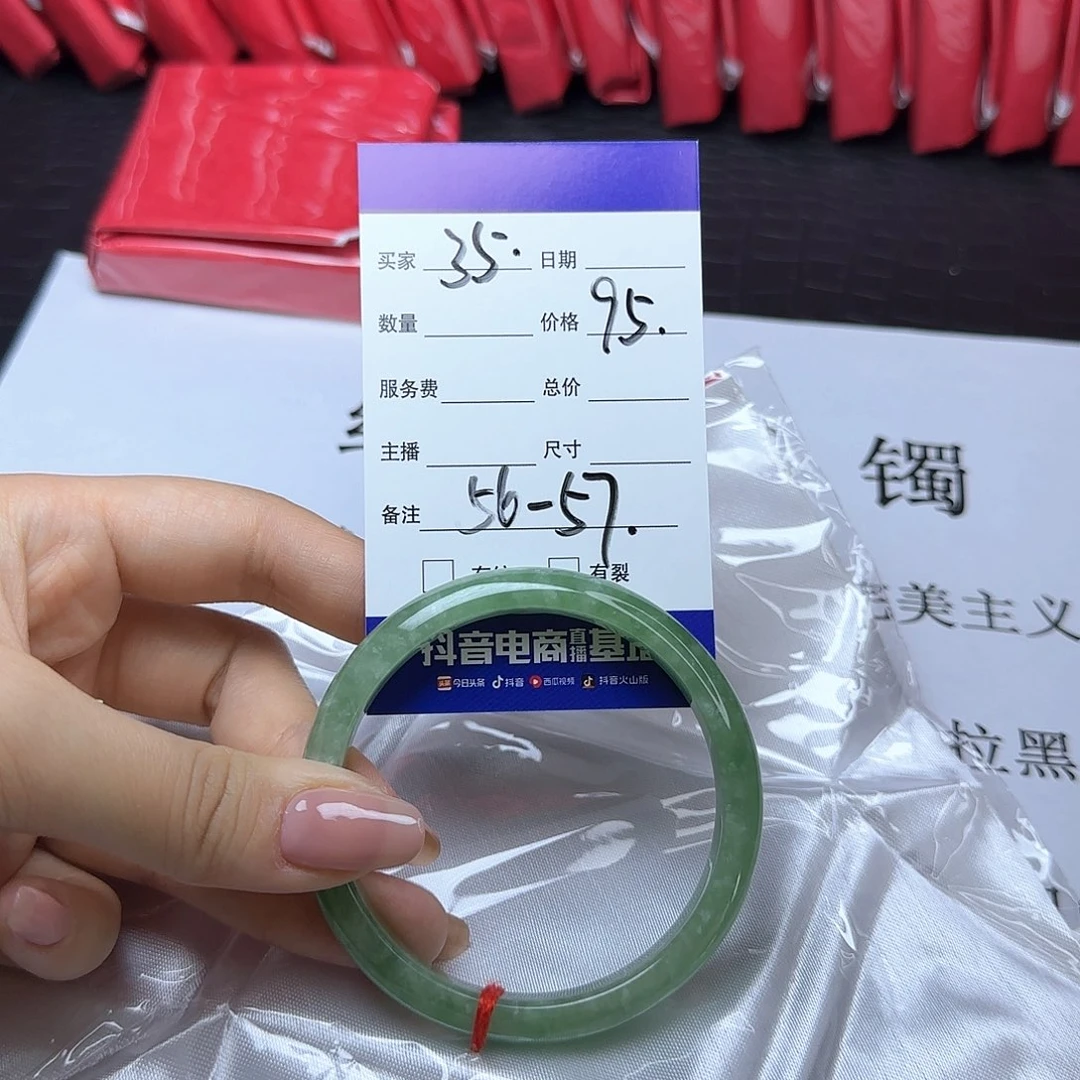 买家 35. 日期
数量 价格 95.
服务费 总价
主播 尺寸
备注 56-57.
有裂
抖音电商直播基
今日头条 抖音 西瓜视频 抖音火山版
镯
完美主义
拉黑